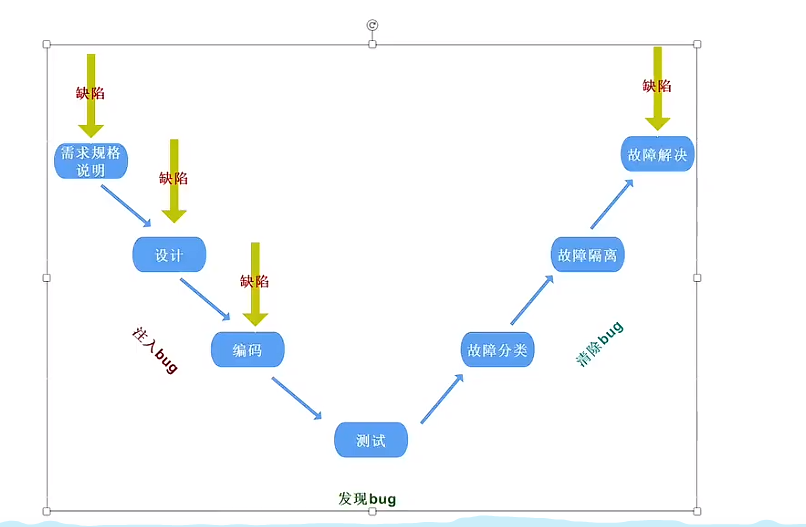 缺陷
缺陷
需求规格
说明
故障解决
缺陷
设计
故障隔离
缺陷
注入bug
编码
故障分类
清除bug
测试
发现bug